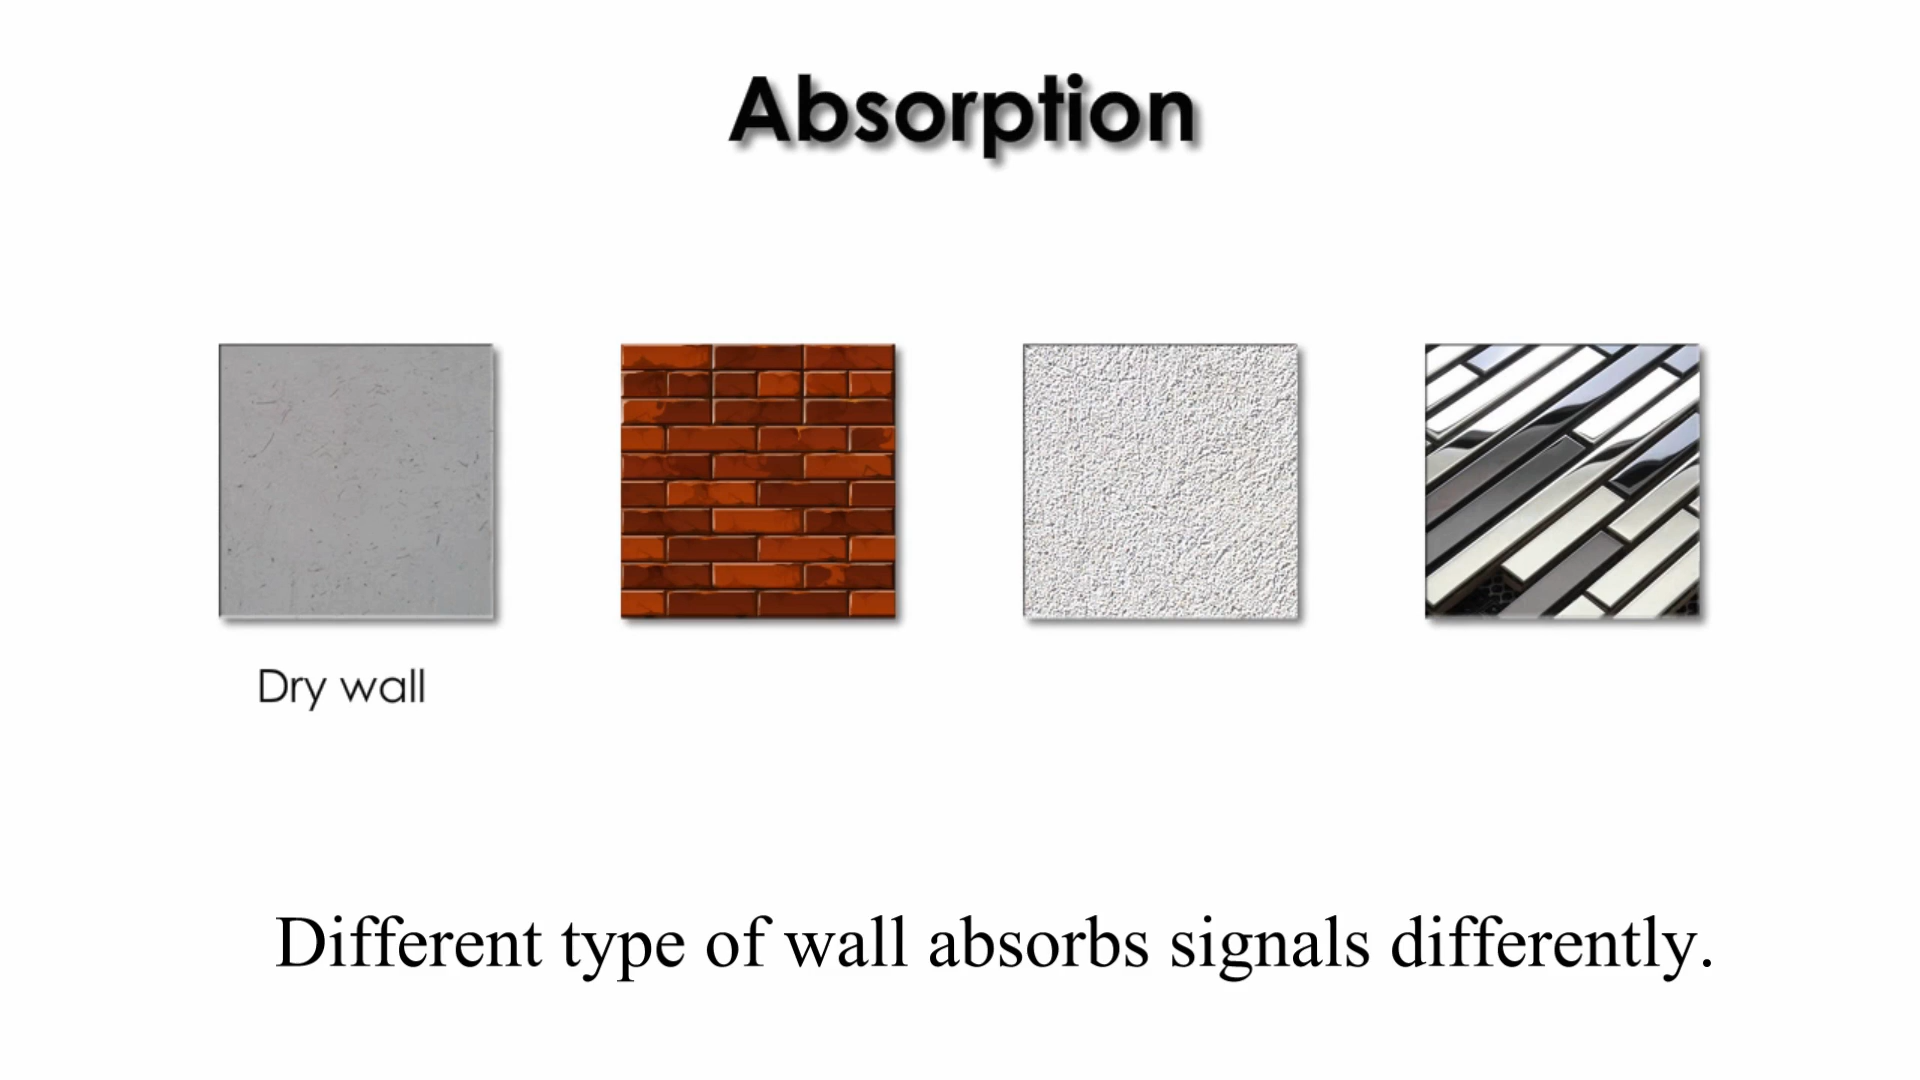 Absorption
Dry wall
Different type of wall absorbs signals differently.